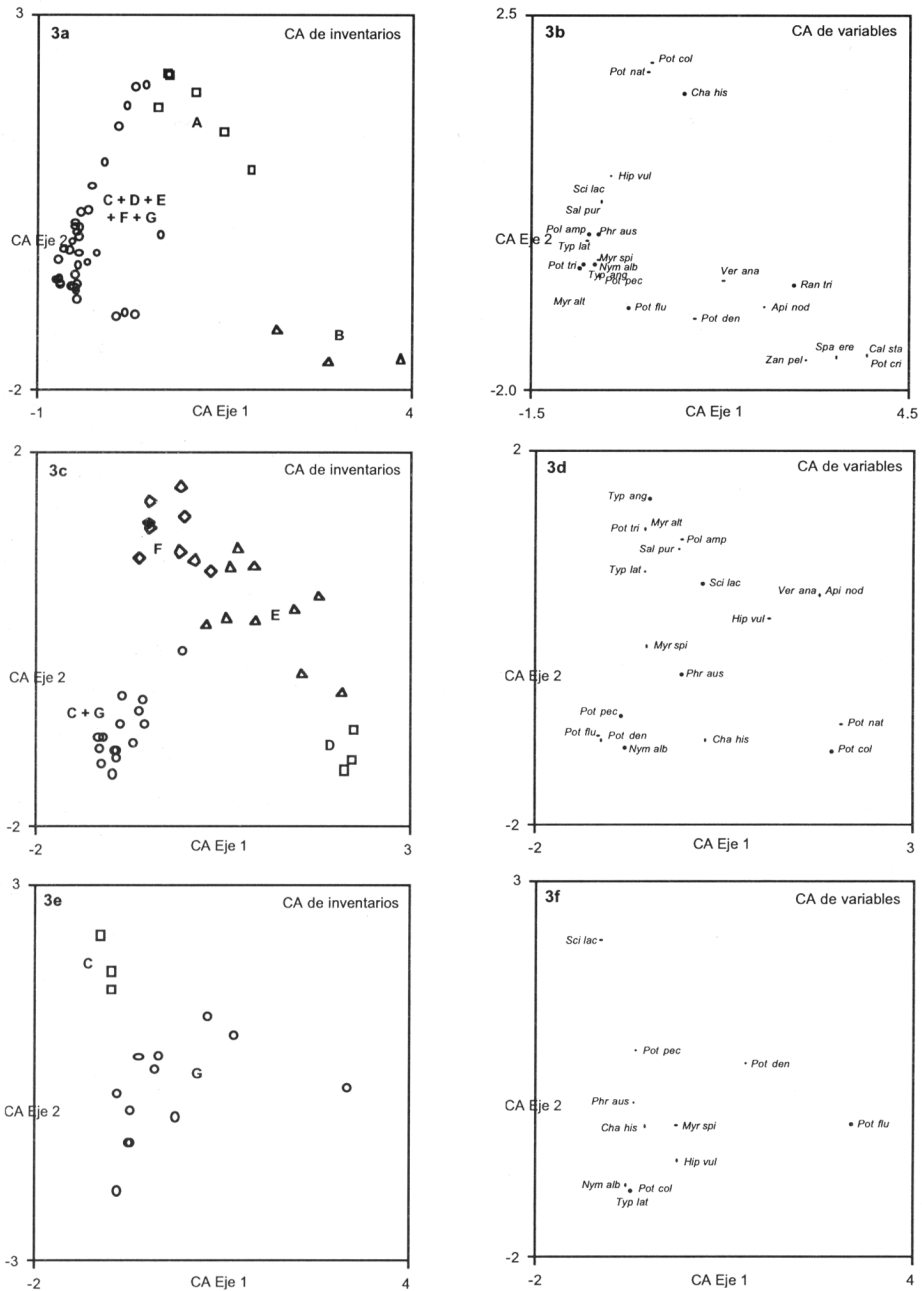 3
3a
CA de inventarios
A
C + D + E
+ F + G
CA Eje 2
B
-2
-1
CA Eje 1
4
2.5
3b
CA de variables
Pot col
Pot nat
Cha his
Hip vul
Sci lac
Sal pur
Pol amp
Phr aus
CA Eje 2
Typ lat
Myr spi
Pot tri
Nym alb
Typ ang
Pot pec
Ver ana
Ran tri
Myr alt
Pot flu
Api nod
Pot den
Spa ere
Cal sta
Zan pel
Pot cri
-2.0
-1.5
CA Eje 1
4.5
2
3c
CA de inventarios
F
E
CA Eje 2
C + G
D
-2
-2
CA Eje 1
3
2
3d
CA de variables
Typ ang
Myr alt
Pot tri
Pol amp
Sal pur
Typ lat
Sci lac
Ver ana
Api nod
Hip vul
Myr spi
CA Eje 2
Phr aus
Pot pec
Pot nat
Pot flu
Pot den
Cha his
Nym alb
Pot col
-2
-2
CA Eje 1
3
3
3e
CA de inventarios
C
G
CA Eje 2
-3
-2
CA Eje 1
4
3
3f
CA de variables
Sci lac
Pot pec
Pot den
Phr aus
CA Eje 2
Cha his
Myr spi
Pot flu
Hip vul
Nym alb
Pot col
Typ lat
-2
-2
CA Eje 1
4